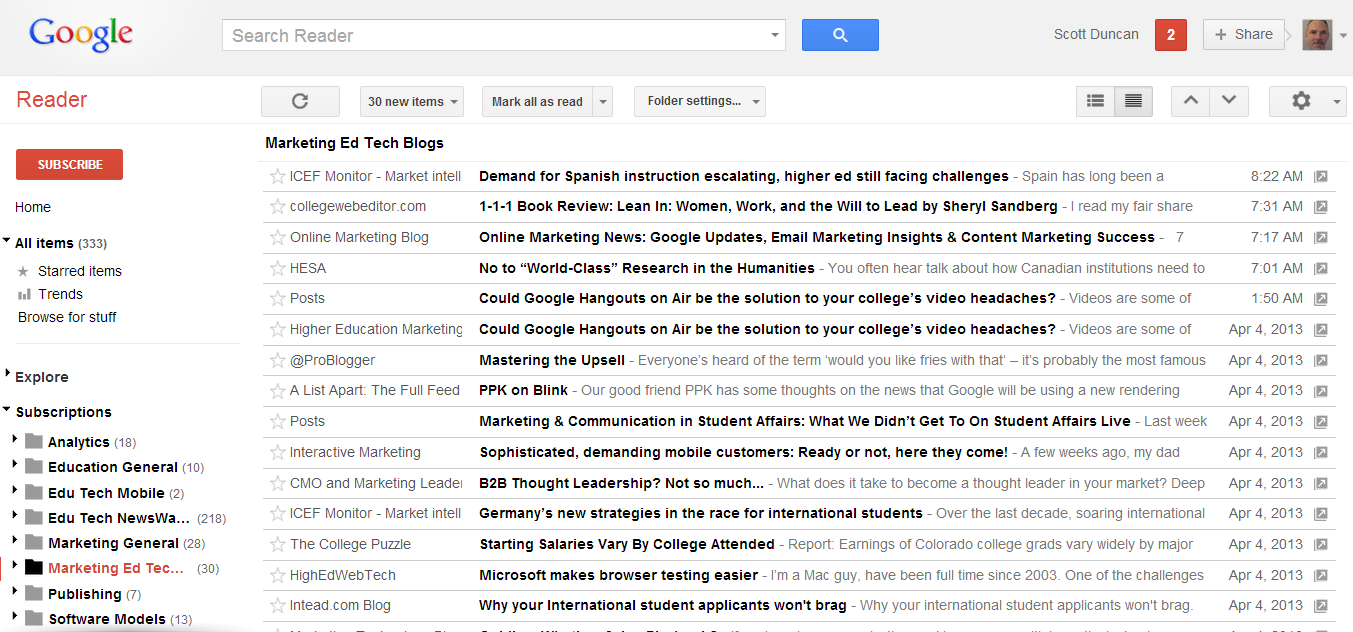 Google
Search Reader
Scott Duncan
2
+ Share
Reader
30 new items
Mark all as read
Folder settings...
SUBSCRIBE
Home
All items (333)
Starred items
Trends
Browse for stuff
Explore
Subscriptions
Analytics (18)
Education General (10)
Edu Tech Mobile (2)
Edu Tech NewsWa... (218)
Marketing General (28)
Marketing Ed Tec... (30)
Publishing (7)
Software Models (13)
Marketing Ed Tech Blogs
ICEF Monitor - Market intell Demand for Spanish instruction escalating, higher ed still facing challenges - Spain has long been a 8:22 AM
collegewebeditor.com 1-1-1 Book Review: Lean In: Women, Work, and the Will to Lead by Sheryl Sandberg - I read my fair share 7:31 AM
Online Marketing Blog Online Marketing News: Google Updates, Email Marketing Insights & Content Marketing Success - 7 7:17 AM
HESA No to “World-Class” Research in the Humanities - You often hear talk about how Canadian institutions need to 7:01 AM
Posts Could Google Hangouts on Air be the solution to your college’s video headaches? - Videos are some of 1:50 AM
Higher Education Marketing Could Google Hangouts on Air be the solution to your college’s video headaches? - Videos are some of Apr 4, 2013
@ProBlogger Mastering the Upsell - Everyone’s heard of the term ‘would you like fries with that’ – it’s probably the most famous Apr 4, 2013
A List Apart: The Full Feed PPK on Blink - Our good friend PPK has some thoughts on the news that Google will be using a new rendering Apr 4, 2013
Posts Marketing & Communication in Student Affairs: What We Didn’t Get To On Student Affairs Live - Last week Apr 4, 2013
Interactive Marketing Sophisticated, demanding mobile customers: Ready or not, here they come! - A few weeks ago, my dad Apr 4, 2013
CMO and Marketing Leader B2B Thought Leadership? Not so much... - What does it take to become a thought leader in your market? Deep Apr 4, 2013
ICEF Monitor - Market intell Germany’s new strategies in the race for international students - Over the last decade, soaring international Apr 4, 2013
The College Puzzle Starting Salaries Vary By College Attended - Report: Earnings of Colorado college grads vary widely by major Apr 4, 2013
HighEdWebTech Microsoft makes browser testing easier - I’m a Mac guy, have been full time since 2003. One of the challenges Apr 4, 2013
Intead.com Blog Why your International student applicants won't brag - Why your international student applicants won't brag. Apr 4, 2013